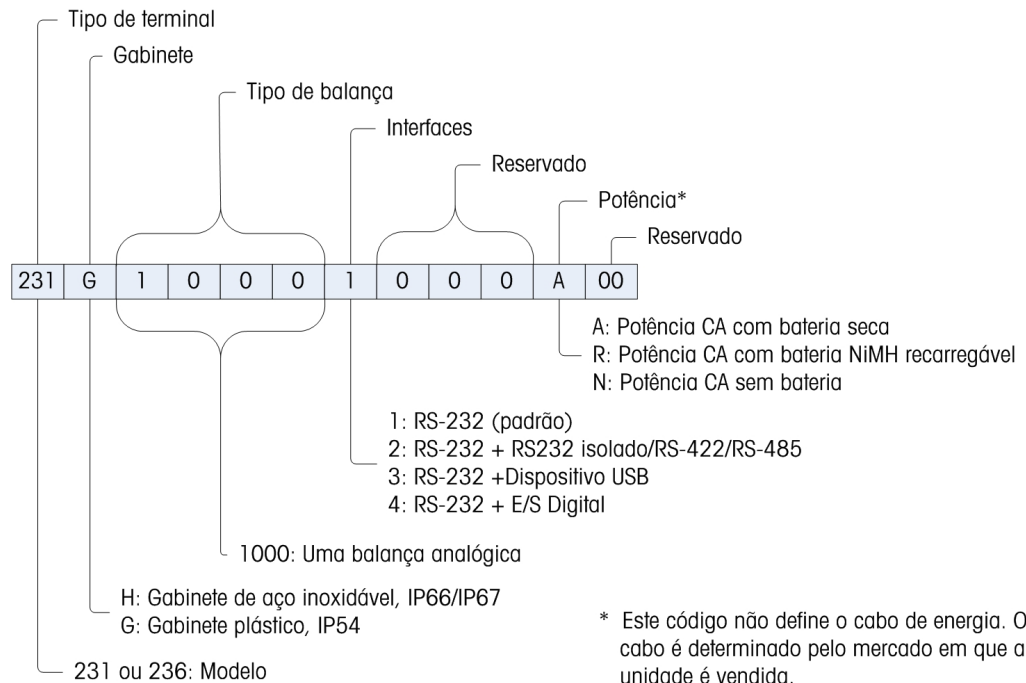 Tipo de terminal
Gabinete
Tipo de balança
Interfaces
Reservado
Potência*
Reservado
231 G 1 0 0 0 1 0 0 0 A 00
A: Potência CA com bateria seca
R: Potência CA com bateria NiMH recarregável
N: Potência CA sem bateria
1: RS-232 (padrão)
2: RS-232 + RS232 isolado/RS-422/RS-485
3: RS-232 +Dispositivo USB
4: RS-232 + E/S Digital
1000: Uma balança analógica
H: Gabinete de aço inoxidável, IP66/IP67
G: Gabinete plástico, IP54
231 ou 236: Modelo
* Este código não define o cabo de energia. O
cabo é determinado pelo mercado em que a
unidade é vendida.